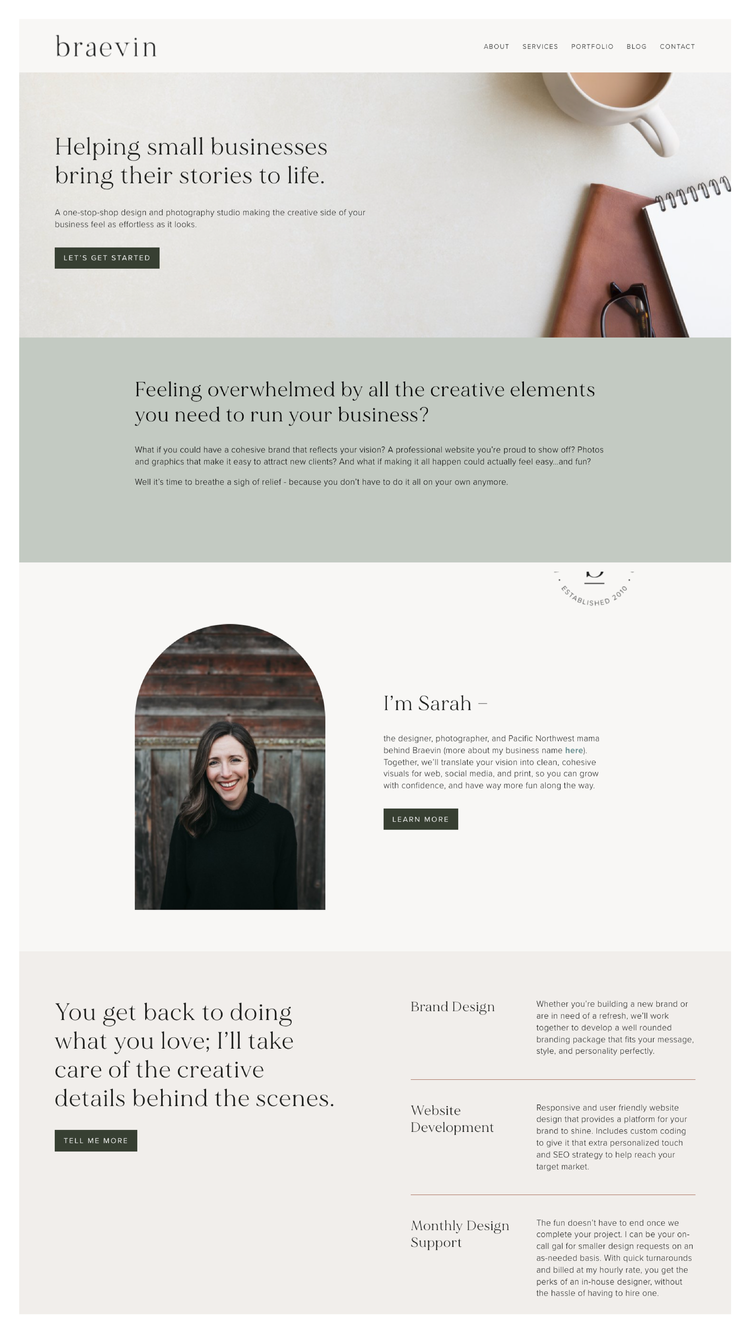 braevin
ABOUT SERVICES PORTFOLIO BLOG CONTACT
Helping small businesses
bring their stories to life.
A one-stop-shop design and photography studio making the creative side of your
business feel as effortless as it looks.
LET'S GET STARTED
Feeling overwhelmed by all the creative elements
you need to run your business?
What if you could have a cohesive brand that reflects your vision? A professional website you're proud to show off? Photos
and graphics that make it easy to attract new clients? And what if making it all happen could actually feel easy...and fun?
Well it's time to breathe a sigh of relief - because you don't have to do it all on your own anymore.
ESTABLISHED 2010
I'm Sarah –
the designer, photographer, and Pacific Northwest mama
behind Braevin (more about my business name here).
Together, we'll translate your vision into clean, cohesive
visuals for web, social media, and print, so you can grow
with confidence, and have way more fun along the way.
LEARN MORE
You get back to doing
what you love; I'll take
care of the creative
details behind the scenes.
TELL ME MORE
Brand Design
Whether you're building a new brand or
are in need of a refresh, we'll work
together to develop a well rounded
branding package that fits your message,
style, and personality perfectly.
Website
Development
Responsive and user friendly website
design that provides a platform for your
brand to shine. Includes custom coding
to give it that extra personalized touch
and SEO strategy to help reach your
target market.
Monthly Design
Support
The fun doesn't have to end once we
complete your project. I can be your on-
call gal for smaller design requests on an
as-needed basis. With quick turnarounds
and billed at my hourly rate, you get the
perks of an in-house designer, without
the hassle of having to hire one.